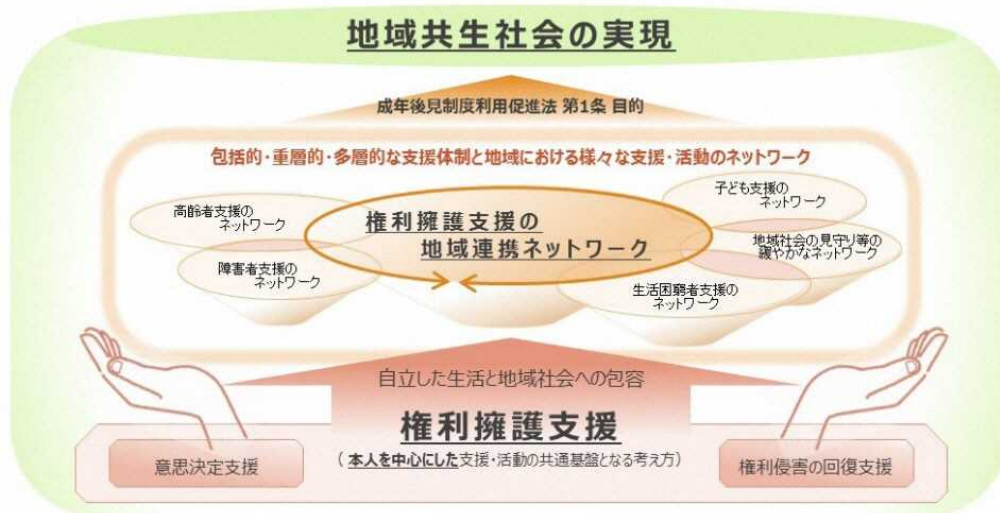 地域共生社会の実現
成年後見制度利用促進法 第1条 目的
包括的・重層的・多層的な支援体制と地域における様々な支援・活動のネットワーク
高齢者支援の
ネットワーク
障害者支援の
ネットワーク
権利擁護支援の
地域連携ネットワーク
子ども支援の
ネットワーク
地域社会の見守り等の
緩やかなネットワーク
生活困窮者支援の
ネットワーク
自立した生活と地域社会への包容
権利擁護支援
(本人を中心にした支援・活動の共通基盤となる考え方)
意思決定支援
権利侵害の回復支援